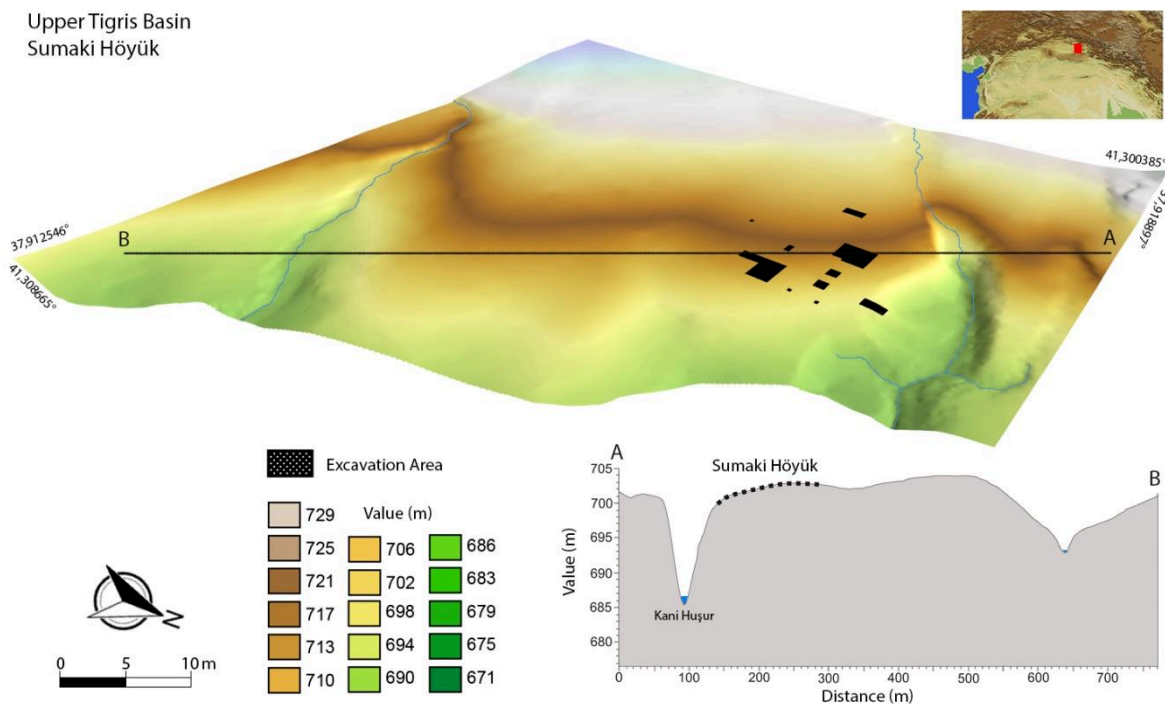 Upper Tigris Basin
Sumaki Höyük
41,300385°
37,918897°
A
B
37,912546°
41,308665°
Excavation Area
Value (m)
729
725
721
717
713
710
706
702
698
694
690
686
683
679
675
671
N
0 5 10 m
A
B
Sumaki Höyük
705
700
695
690
685
680
Value (m)
Kani Huşur
0 100 200 300 400 500 600 700
Distance (m)